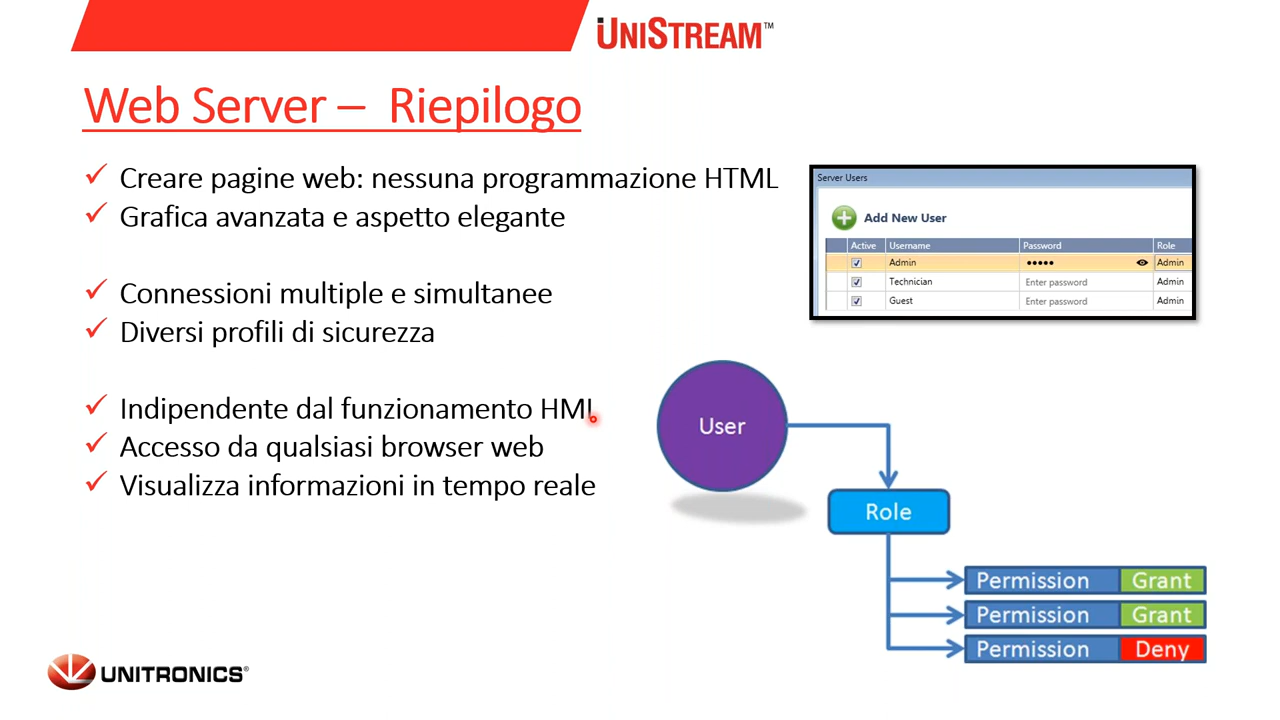 UNISTREAM™
Web Server – Riepilogo
✓ Creare pagine web: nessuna programmazione HTML
✓ Grafica avanzata e aspetto elegante
✓ Connessioni multiple e simultanee
✓ Diversi profili di sicurezza
✓ Indipendente dal funzionamento HMI
✓ Accesso da qualsiasi browser web
✓ Visualizza informazioni in tempo reale
Server Users
Add New User
Active Username Password Role
Admin ••••• Admin
Technician Enter password Admin
Guest Enter password Admin
User
Role
Permission Grant
Permission Grant
Permission Deny
UNITRONICS®